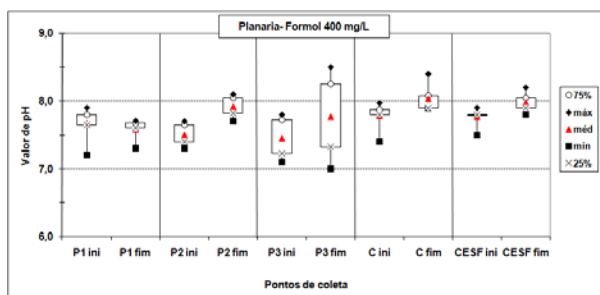 Planaria- Formol 400 mg/L
Valor de pH
9,0
8,0
7,0
6,0
P1 ini P1 fim P2 ini P2 fim P3 ini P3 fim C ini C fim CESF ini CESF fim
Pontos de coleta
75%
máx
méd
mín
25%